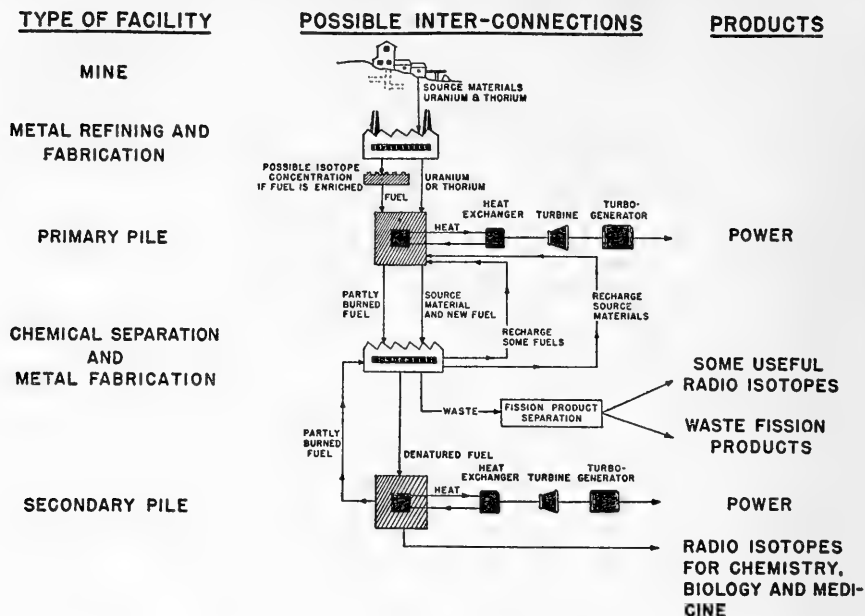 TYPE OF FACILITY
POSSIBLE INTER-CONNECTIONS
PRODUCTS
MINE
SOURCE MATERIALS
URANIUM & THORIUM
METAL REFINING AND
FABRICATION
POSSIBLE ISOTOPE
CONCENTRATION
IF FUEL IS ENRICHED
URANIUM
OR THORIUM
FUEL
PRIMARY PILE
HEAT
HEAT
EXCHANGER
TURBINE
TURBO-
GENERATOR
POWER
PARTLY
BURNED
FUEL
SOURCE
MATERIAL
AND NEW FUEL
RECHARGE
SOME FUELS
RECHARGE
SOURCE
MATERIALS
CHEMICAL SEPARATION
AND
METAL FABRICATION
WASTE
FISSION PRODUCT
SEPARATION
SOME USEFUL
RADIO ISOTOPES
WASTE FISSION
PRODUCTS
PARTLY
BURNED
FUEL
DENATURED FUEL
SECONDARY PILE
HEAT
HEAT
EXCHANGER
TURBINE
TURBO-
GENERATOR
POWER
RADIO ISOTOPES
FOR CHEMISTRY,
BIOLOGY AND MEDI-
CINE